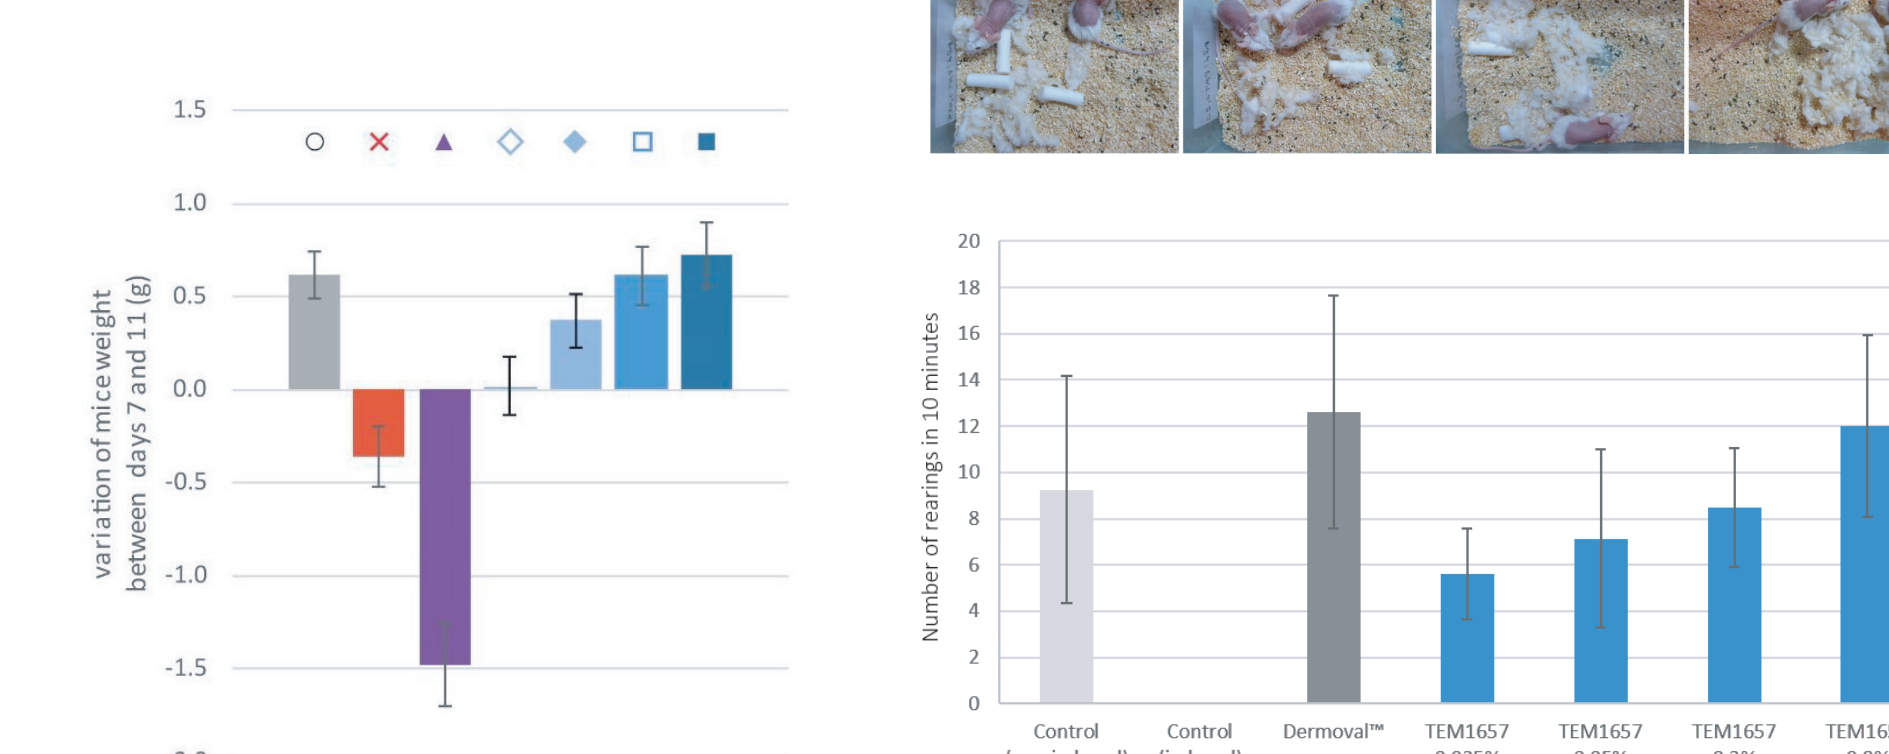 1.5
1.0
0.5
0.0
-0.5
-1.0
-1.5
variation of mice weight
between days 7 and 11 (g)
20
18
16
14
12
10
8
6
4
2
0
Number of rearings in 10 minutes
Control
Control
Dermoval™
TEM1657
TEM1657
TEM1657